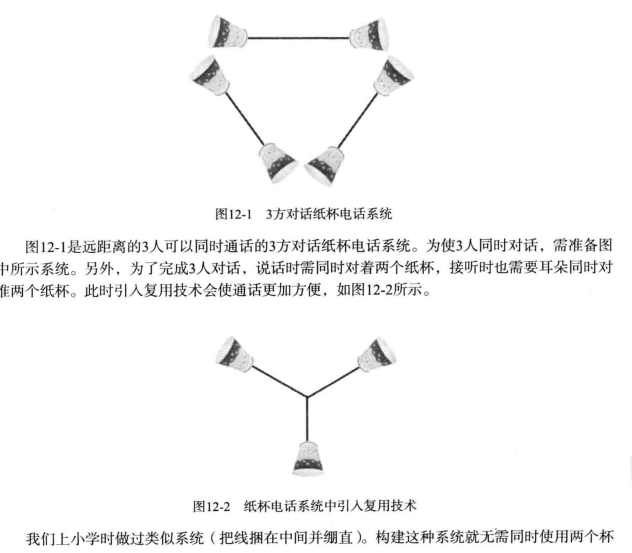 图12-1 3方对话纸杯电话系统
图12-1是远距离的3人可以同时通话的3方对话纸杯电话系统。为使3人同时对话，需准备图
中所示系统。另外，为了完成3人对话，说话时需同时对着两个纸杯，接听时也需要耳朵同时对
准两个纸杯。此时引入复用技术会使通话更加方便，如图12-2所示。
图12-2 纸杯电话系统中引入复用技术
我们上小学时做过类似系统（把线捆在中间并绷直）。构建这种系统就无需同时使用两个杯